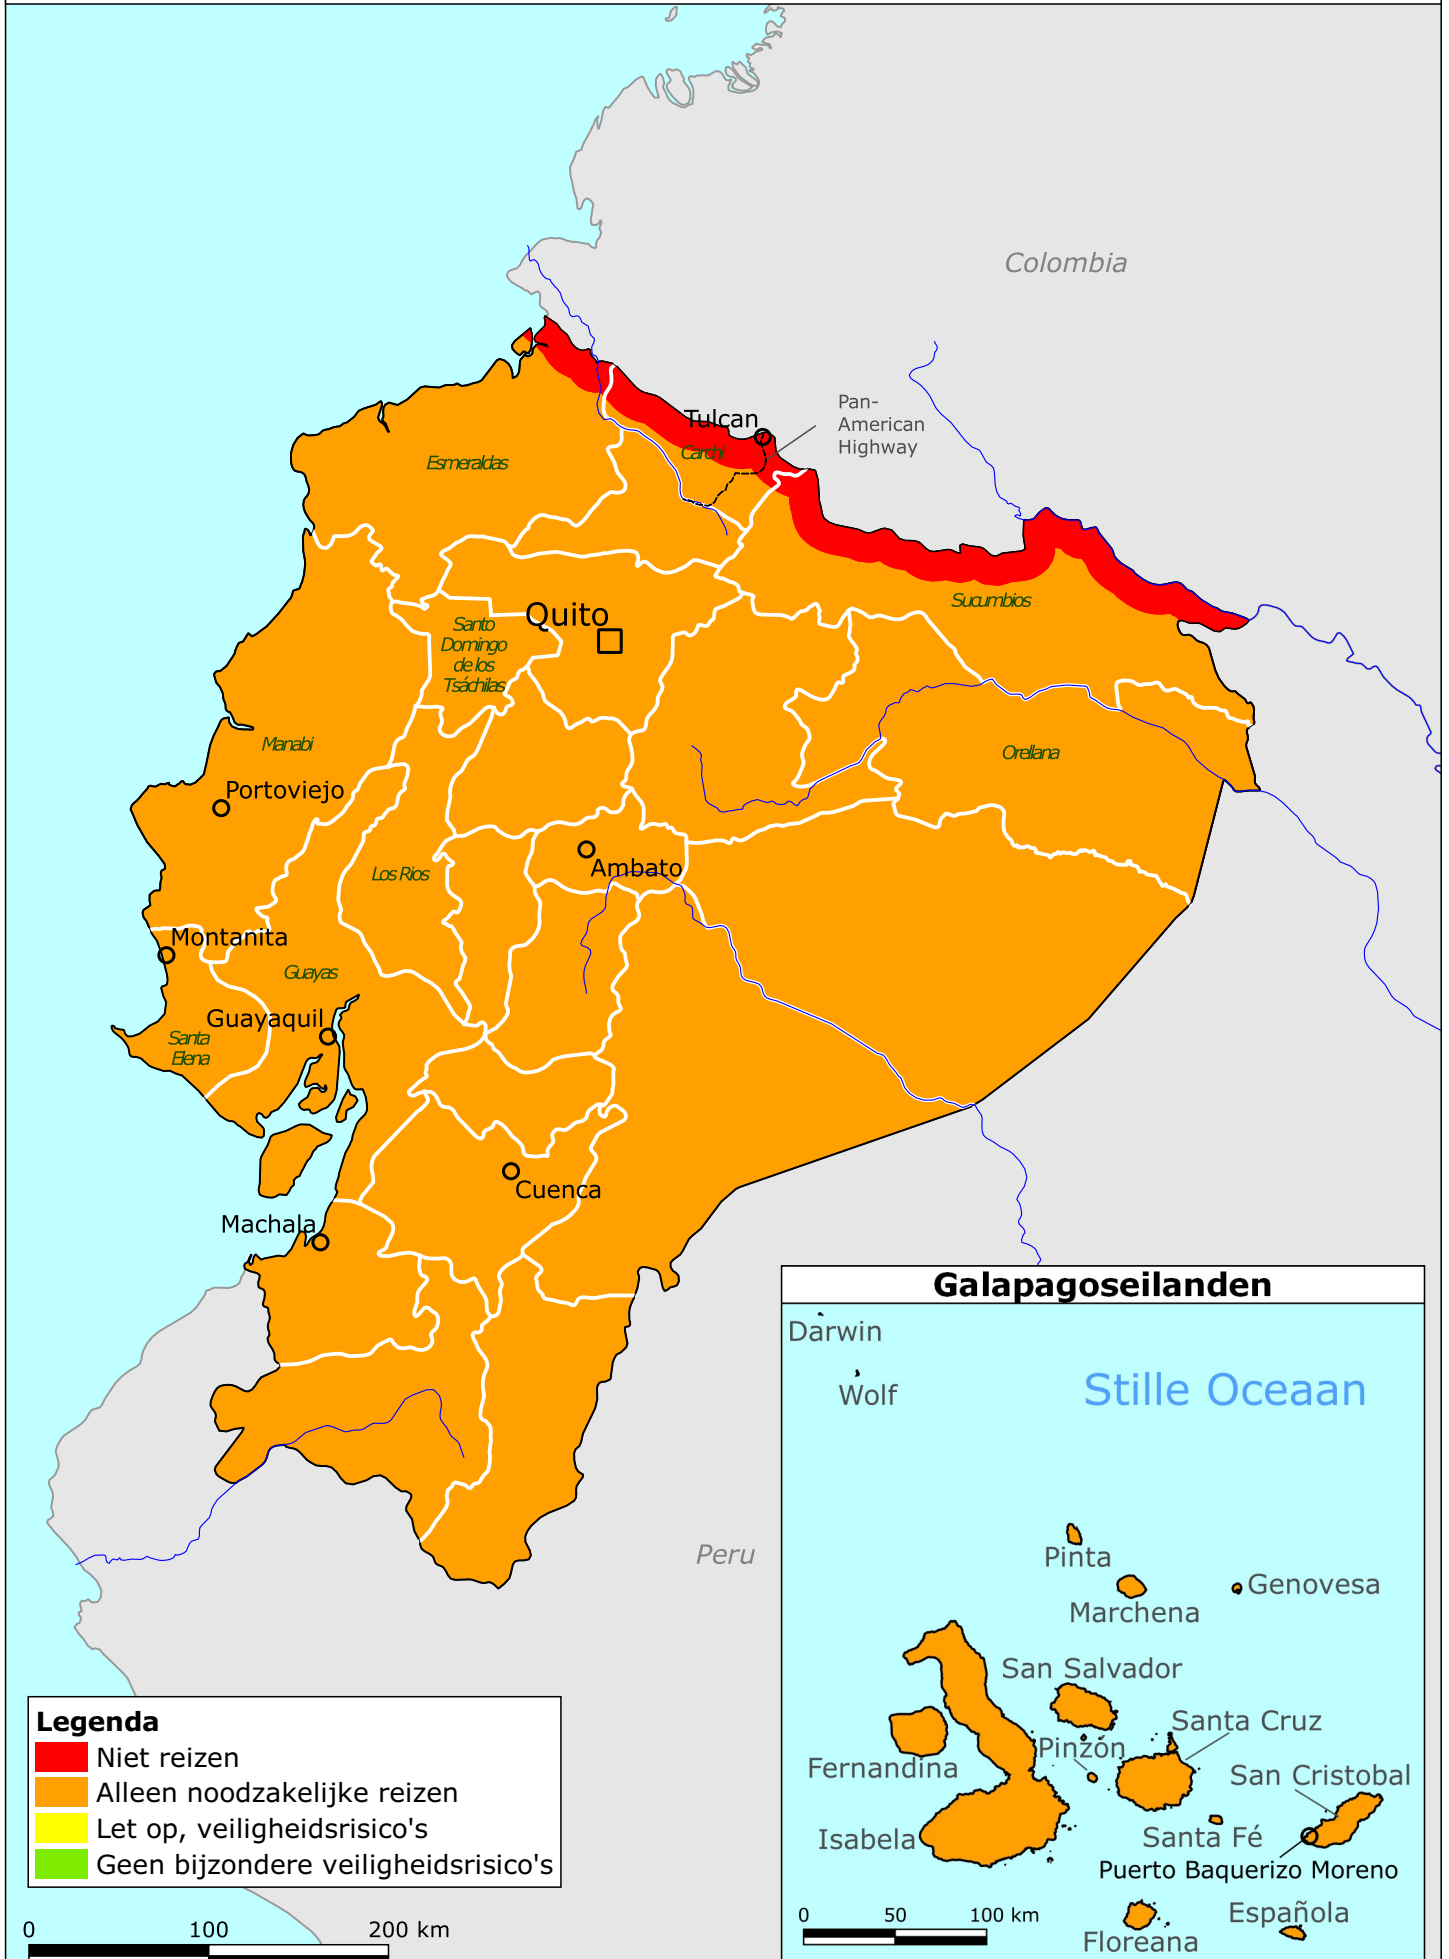 Colombia
Pan-
American
Highway
Tulcan
Carchi
Esmeraldas
Sucumbios
Quito
Santo
Domingo
de los
Tsáchilas
Manabi
Orellana
Portoviejo
Ambato
Los Rios
Montanita
Guayas
Guayaquil
Santa
Elena
Cuenca
Machala
Peru
Galapagoseilanden
Darwin
Wolf
Stille Oceaan
Pinta
Genovesa
Marchena
San Salvador
Santa Cruz
Pinzón
Fernandina
San Cristobal
Isabela
Santa Fé
Puerto Baquerizo Moreno
Española
Floreana
0 50 100 km
Legenda
Niet reizen
Alleen noodzakelijke reizen
Let op, veiligheidsrisico's
Geen bijzondere veiligheidsrisico's
0 100 200 km